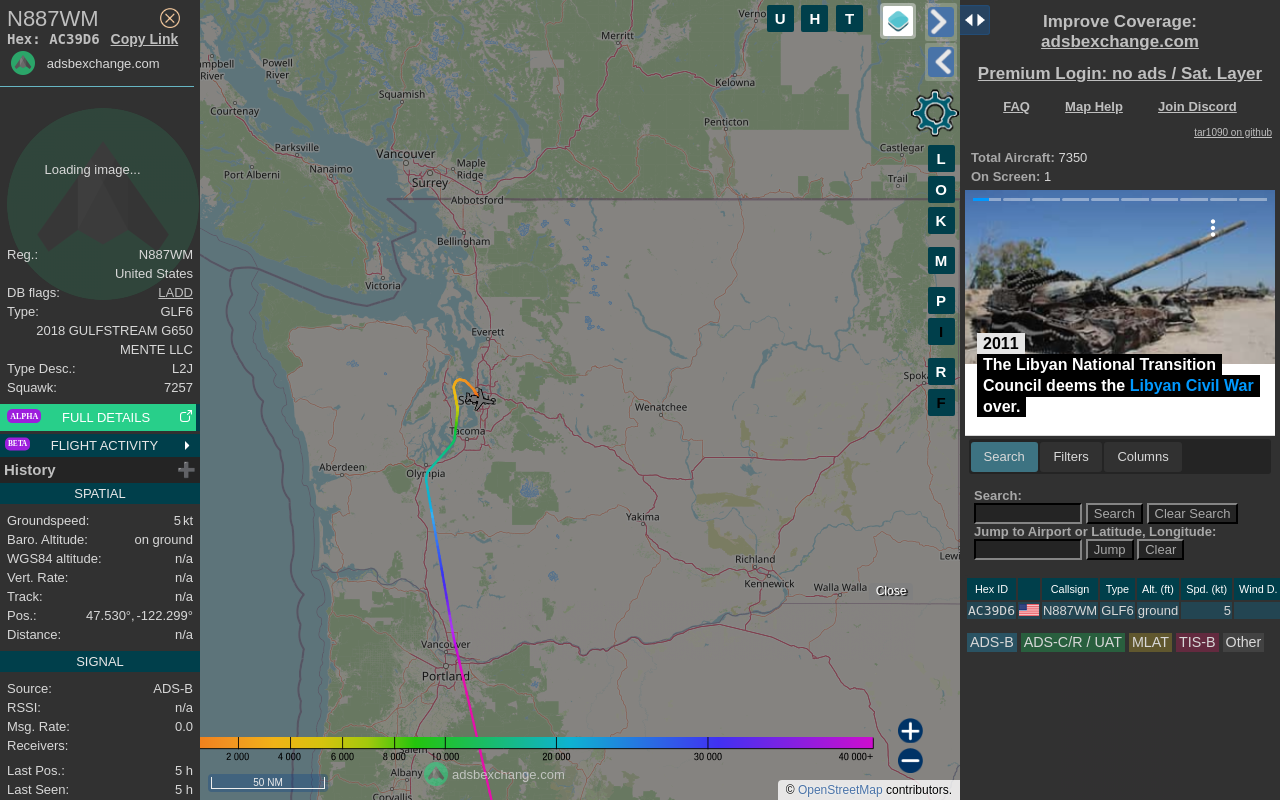 N887WM
Hex: AC39D6 Copy Link
adsbexchange.com
Loading image...
Reg.: N887WM
United States
DB flags: LADD
Type: GLF6
2018 GULFSTREAM G650
MENTE LLC
Type Desc.: L2J
Squawk: 7257
ALPHA FULL DETAILS
BETA FLIGHT ACTIVITY
History
SPATIAL
Groundspeed: 5 kt
Baro. Altitude: on ground
WGS84 altitude: n/a
Vert. Rate: n/a
Track: n/a
Pos.: 47.530°, -122.299°
Distance: n/a
SIGNAL
Source: ADS-B
RSSI: n/a
Msg. Rate: 0.0
Receivers:
Last Pos.: 5 h
Last Seen: 5 h
Merritt
Powell
River
River
Squamish
Courtenay
Kelowna
Penticton
Parksville
Vancouver
Nanaimo
Maple
Ridge
Port Alberni
Surrey
Abbotsford
Castlegar
Trail
Bellingham
Victoria
Everett
Wenatchee
Tacoma
Aberdeen
Olympia
Yakima
Richland
Kennewick
Walla Walla
Close
Vancouver
Portland
Albany
Corvallis
U H T
L
O
K
M
P
I
R
F
2 000 4 000 6 000 8 000 10 000 20 000 30 000 40 000+
adsbexchange.com
50 NM
© OpenStreetMap contributors.
Improve Coverage:
adsbexchange.com
Premium Login: no ads / Sat. Layer
FAQ Map Help Join Discord
tar1090 on github
Total Aircraft: 7350
On Screen: 1
2011
The Libyan National Transition
Council deems the Libyan Civil War
over.
Search Filters Columns
Search:
Search Clear Search
Jump to Airport or Latitude, Longitude:
Jump Clear
Hex ID Callsign Type Alt. (ft) Spd. (kt) Wind D.
AC39D6 N887WM GLF6 ground 5
ADS-B ADS-C/R / UAT MLAT TIS-B Other